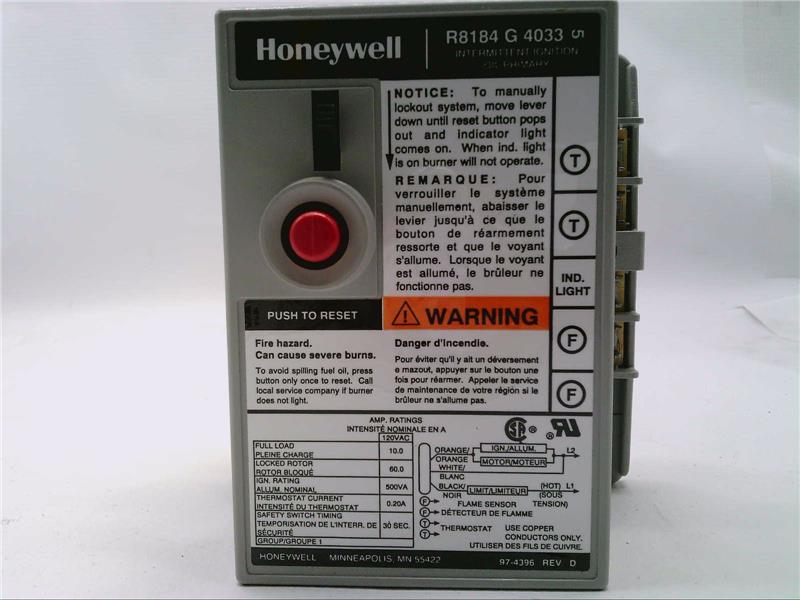 Honeywell
R8184 G 4033 5
INTERMITTENT IGNITION
OIL PRIMARY
NOTICE: To manually
lockout system, move lever
down until reset button pops
out and indicator light
comes on. When ind. light
is on burner will not operate.
REMARQUE: Pour
verrouiller le système
manuellement, abaisser le
levier jusqu'à ce que le
bouton de réarmement
ressorte et que le voyant
s'allume. Lorsque le voyant
est allumé, le brûleur ne
fonctionne pas.
T
T
IND.
LIGHT
F
F
PUSH TO RESET
WARNING
Fire hazard.
Can cause severe burns.
To avoid spilling fuel oil, press
button only once to reset. Call
local service company if burner
does not light.
Danger d'incendie.
Pour éviter qu'il y ait un déversement
e mazout, appuyer sur le bouton une
fois pour réarmer. Appeler le service
de maintenance de votre région si le
brûleur ne s'allume pas.
AMP. RATINGS
INTENSITÉ NOMINALE EN A
120VAC
FULL LOAD
PLEINE CHARGE 10.0
LOCKED ROTOR
ROTOR BLOQUÉ 60.0
IGN. RATING
ALLUM. NOMINAL 500VA
THERMOSTAT CURRENT
INTENSITÉ DU THERMOSTAT 0.20A
SAFETY SWITCH TIMING
TEMPORISATION DE L'INTERR. DE
SÉCURITÉ 30 SEC.
GROUP/GROUPE 1
ORANGE/ IGN./ALLUM. L2
ORANGE MOTOR/MOTEUR
WHITE/
BLANC
BLACK/ LIMIT/LIMITEUR (HOT) L1
NOIR (SOUS
TENSION)
F FLAME SENSOR
F DÉTECTEUR DE FLAMME
T
T THERMOSTAT
USE COPPER
CONDUCTORS ONLY.
UTILISER DES FILS DE CUIVRE.
HONEYWELL MINNEAPOLIS, MN 55422
97-4396 REV D